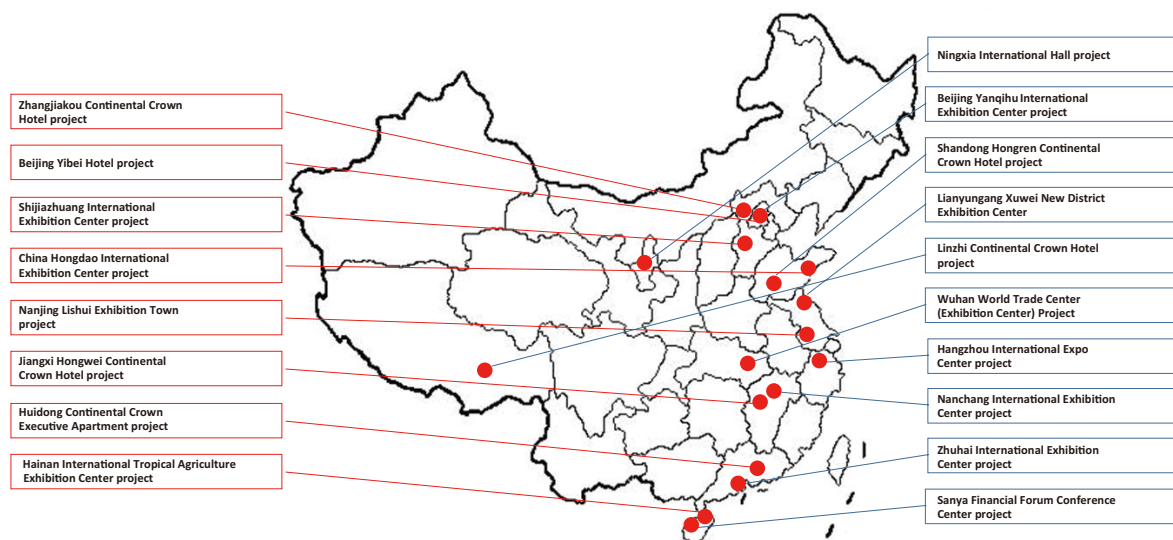 Zhangjiakou Continental Crown
Hotel project
Beijing Yibei Hotel project
Shijiazhuang International
Exhibition Center project
China Hongdao International
Exhibition Center project
Nanjing Lishui Exhibition Town
project
Jiangxi Hongwei Continental
Crown Hotel project
Huidong Continental Crown
Executive Apartment project
Hainan International Tropical Agriculture
Exhibition Center project
Ningxia International Hall project
Beijing Yanqihu International
Exhibition Center project
Shandong Hongren Continental
Crown Hotel project
Lianyungang Xuwei New District
Exhibition Center
Linzhi Continental Crown Hotel
project
Wuhan World Trade Center
(Exhibition Center) Project
Hangzhou International Expo
Center project
Nanchang International Exhibition
Center project
Zhuhai International Exhibition
Center project
Sanya Financial Forum Conference
Center project